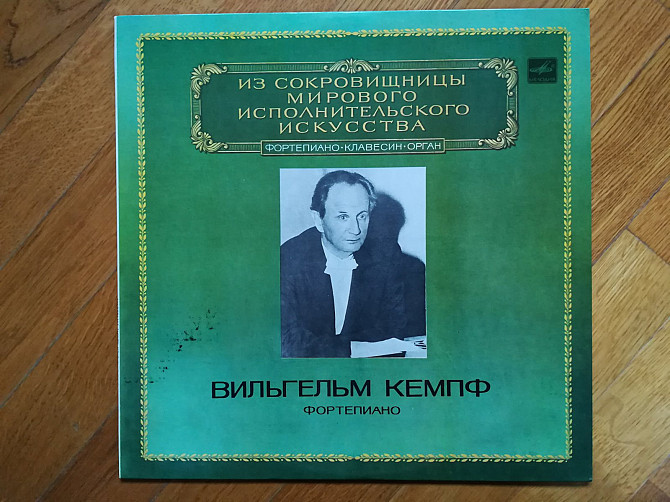 ИЗ СОКРОВИЩНИЦЫ
МИРОВОГО
ИСПОЛНИТЕЛЬСКОГО
ИСКУССТВА
ФОРТЕПИАНО·КЛАВЕСИН·ОРГАН
ВИЛЬГЕЛЬМ КЕМПФ
ФОРТЕПИАНО